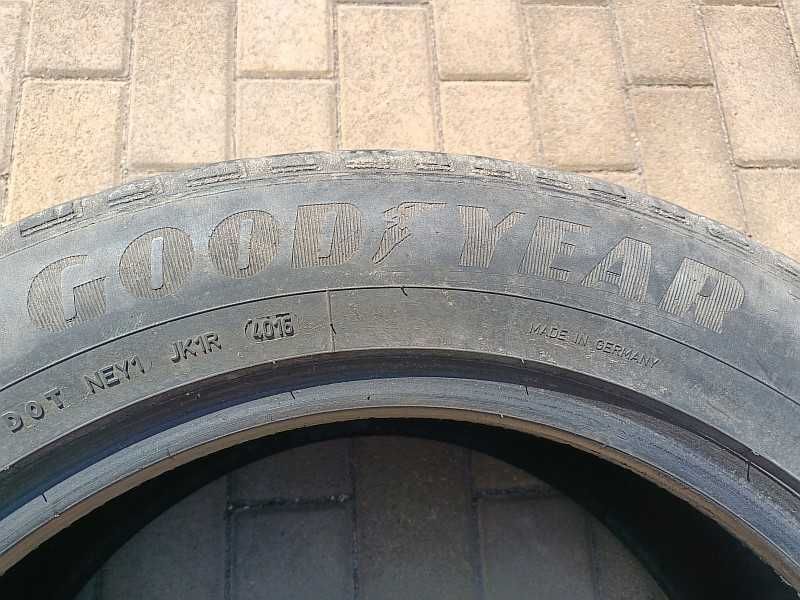 GOODYEAR
DOT NEY1 JK1R 4016
MADE IN GERMANY